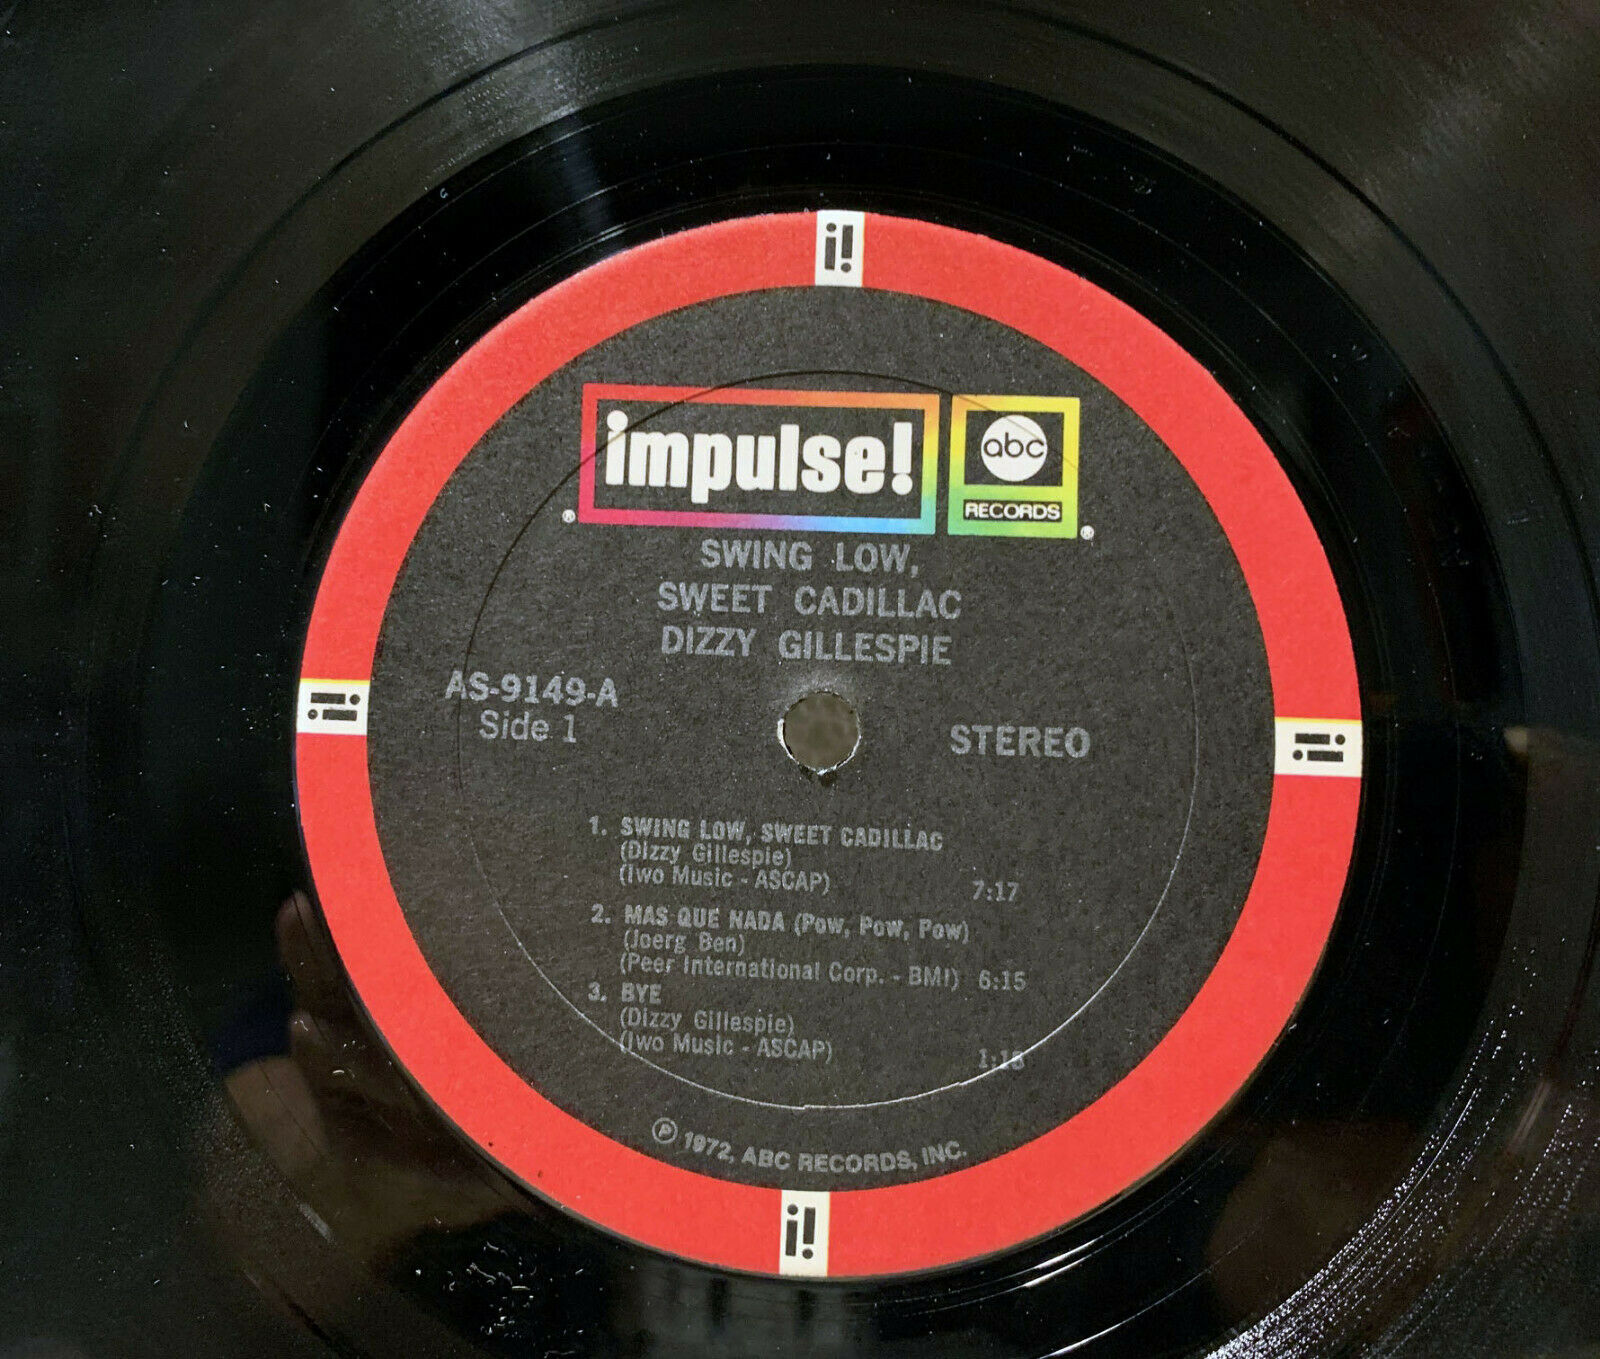 i!
impulse!
abc
RECORDS
®
®
SWING LOW,
SWEET CADILLAC
DIZZY GILLESPIE
AS-9149-A
Side 1
STEREO
i!
i!
1. SWING LOW, SWEET CADILLAC
(Dizzy Gillespie)
(Iwo Music - ASCAP) 7:17
2. MAS QUE NADA (Pow, Pow, Pow)
(Joerg Ben)
(Peer International Corp. - BMI) 6:15
3. BYE
(Dizzy Gillespie)
(Iwo Music - ASCAP)
℗ 1972, ABC RECORDS, INC.
i!